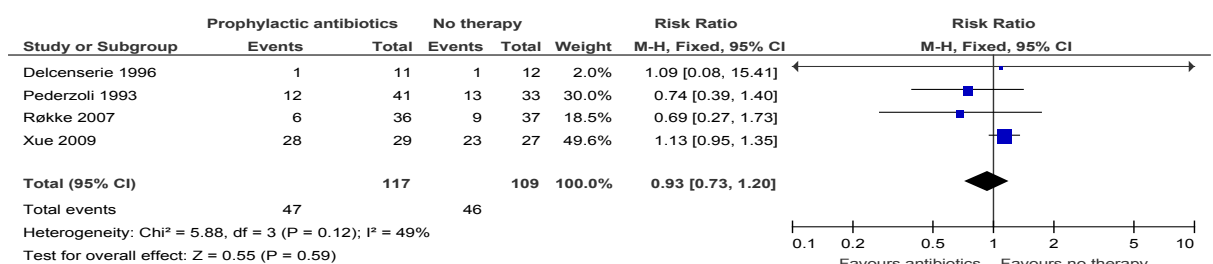 Prophylactic antibiotics No therapy Risk Ratio Risk Ratio
Study or Subgroup Events Total Events Total Weight M-H, Fixed, 95% CI M-H, Fixed, 95% CI
Delcenserie 1996 1 11 1 12 2.0% 1.09 [0.08, 15.41]
Pederzoli 1993 12 41 13 33 30.0% 0.74 [0.39, 1.40]
Røkke 2007 6 36 9 37 18.5% 0.69 [0.27, 1.73]
Xue 2009 28 29 23 27 49.6% 1.13 [0.95, 1.35]
Total (95% CI) 117 109 100.0% 0.93 [0.73, 1.20]
Total events 47 46
Heterogeneity: Chi² = 5.88, df = 3 (P = 0.12); I² = 49%
0.1 0.2 0.5 1 2 5 10
Test for overall effect: Z = 0.55 (P = 0.59)
Favours antibiotics Favours no therapy